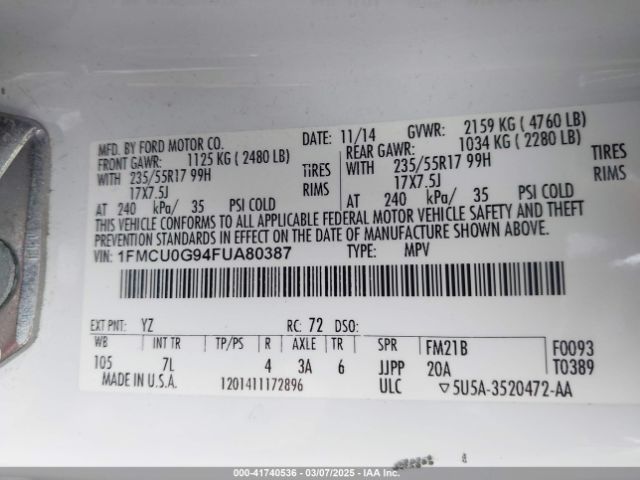 MFD. BY FORD MOTOR CO. DATE: 11/14 GVWR: 2159 KG ( 4760 LB)
FRONT GAWR: 1125 KG ( 2480 LB) REAR GAWR: 1034 KG ( 2280 LB)
WITH 235/55R17 99H TIRES WITH 235/55R17 99H TIRES
17X7.5J RIMS 17X7.5J RIMS
AT 240 kPa/ 35 PSI COLD AT 240 kPa/ 35 PSI COLD
THIS VEHICLE CONFORMS TO ALL APPLICABLE FEDERAL MOTOR VEHICLE SAFETY AND THEFT
PREVENTION STANDARDS IN EFFECT ON THE DATE OF MANUFACTURE SHOWN ABOVE.
VIN: 1FMCU0G94FUA80387 TYPE: MPV
EXT PNT: YZ RC: 72 DSO:
WB INT TR TP/PS R AXLE TR SPR FM21B F0093
105 7L 4 3A 6 JJPP 20A T0389
MADE IN U.S.A. 1201411172896 ULC ▽5U5A-3520472-AA
000-41740536 - 03/07/2025 - IAA Inc.